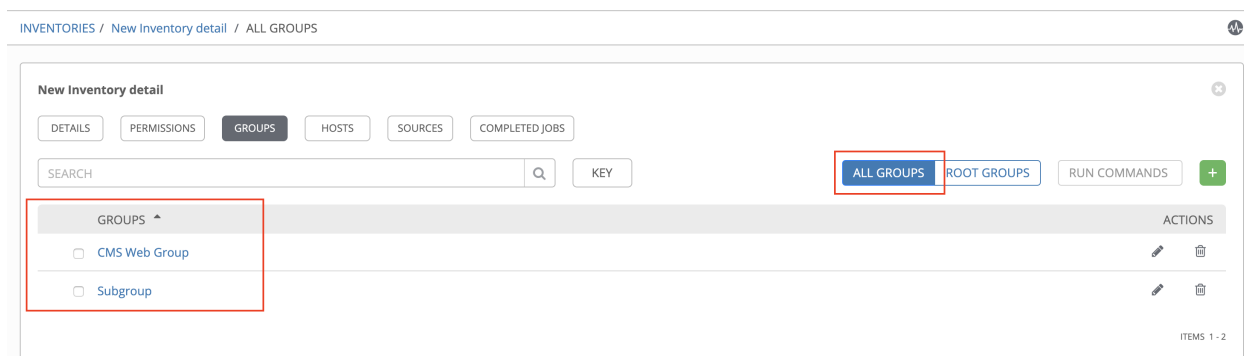 INVENTORIES / New Inventory detail / ALL GROUPS
New Inventory detail
DETAILS PERMISSIONS GROUPS HOSTS SOURCES COMPLETED JOBS
SEARCH KEY ALL GROUPS ROOT GROUPS RUN COMMANDS +
GROUPS ACTIONS
CMS Web Group
Subgroup
ITEMS 1 - 2